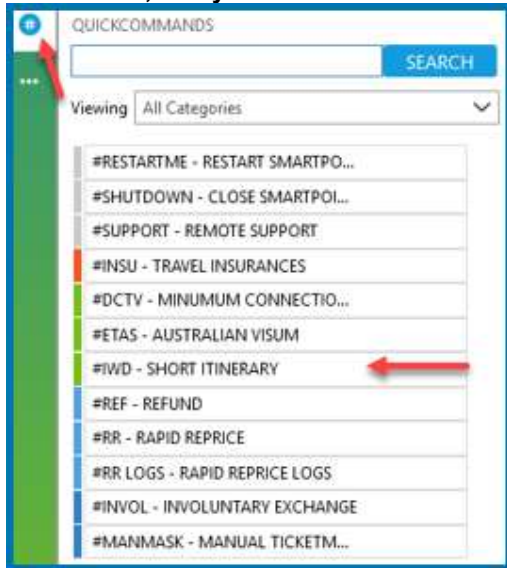 #
QUICKCOMMANDS
SEARCH
...
Viewing All Categories
#RESTARTME - RESTART SMARTPO...
#SHUTDOWN - CLOSE SMARTPOI...
#SUPPORT - REMOTE SUPPORT
#INSU - TRAVEL INSURANCES
#DCTV - MINUMUM CONNECTIO...
#ETAS - AUSTRALIAN VISUM
#IWD - SHORT ITINERARY
#REF - REFUND
#RR - RAPID REPRICE
#RR LOGS - RAPID REPRICE LOGS
#INVOL - INVOLUNTARY EXCHANGE
#MANMASK - MANUAL TICKETM...